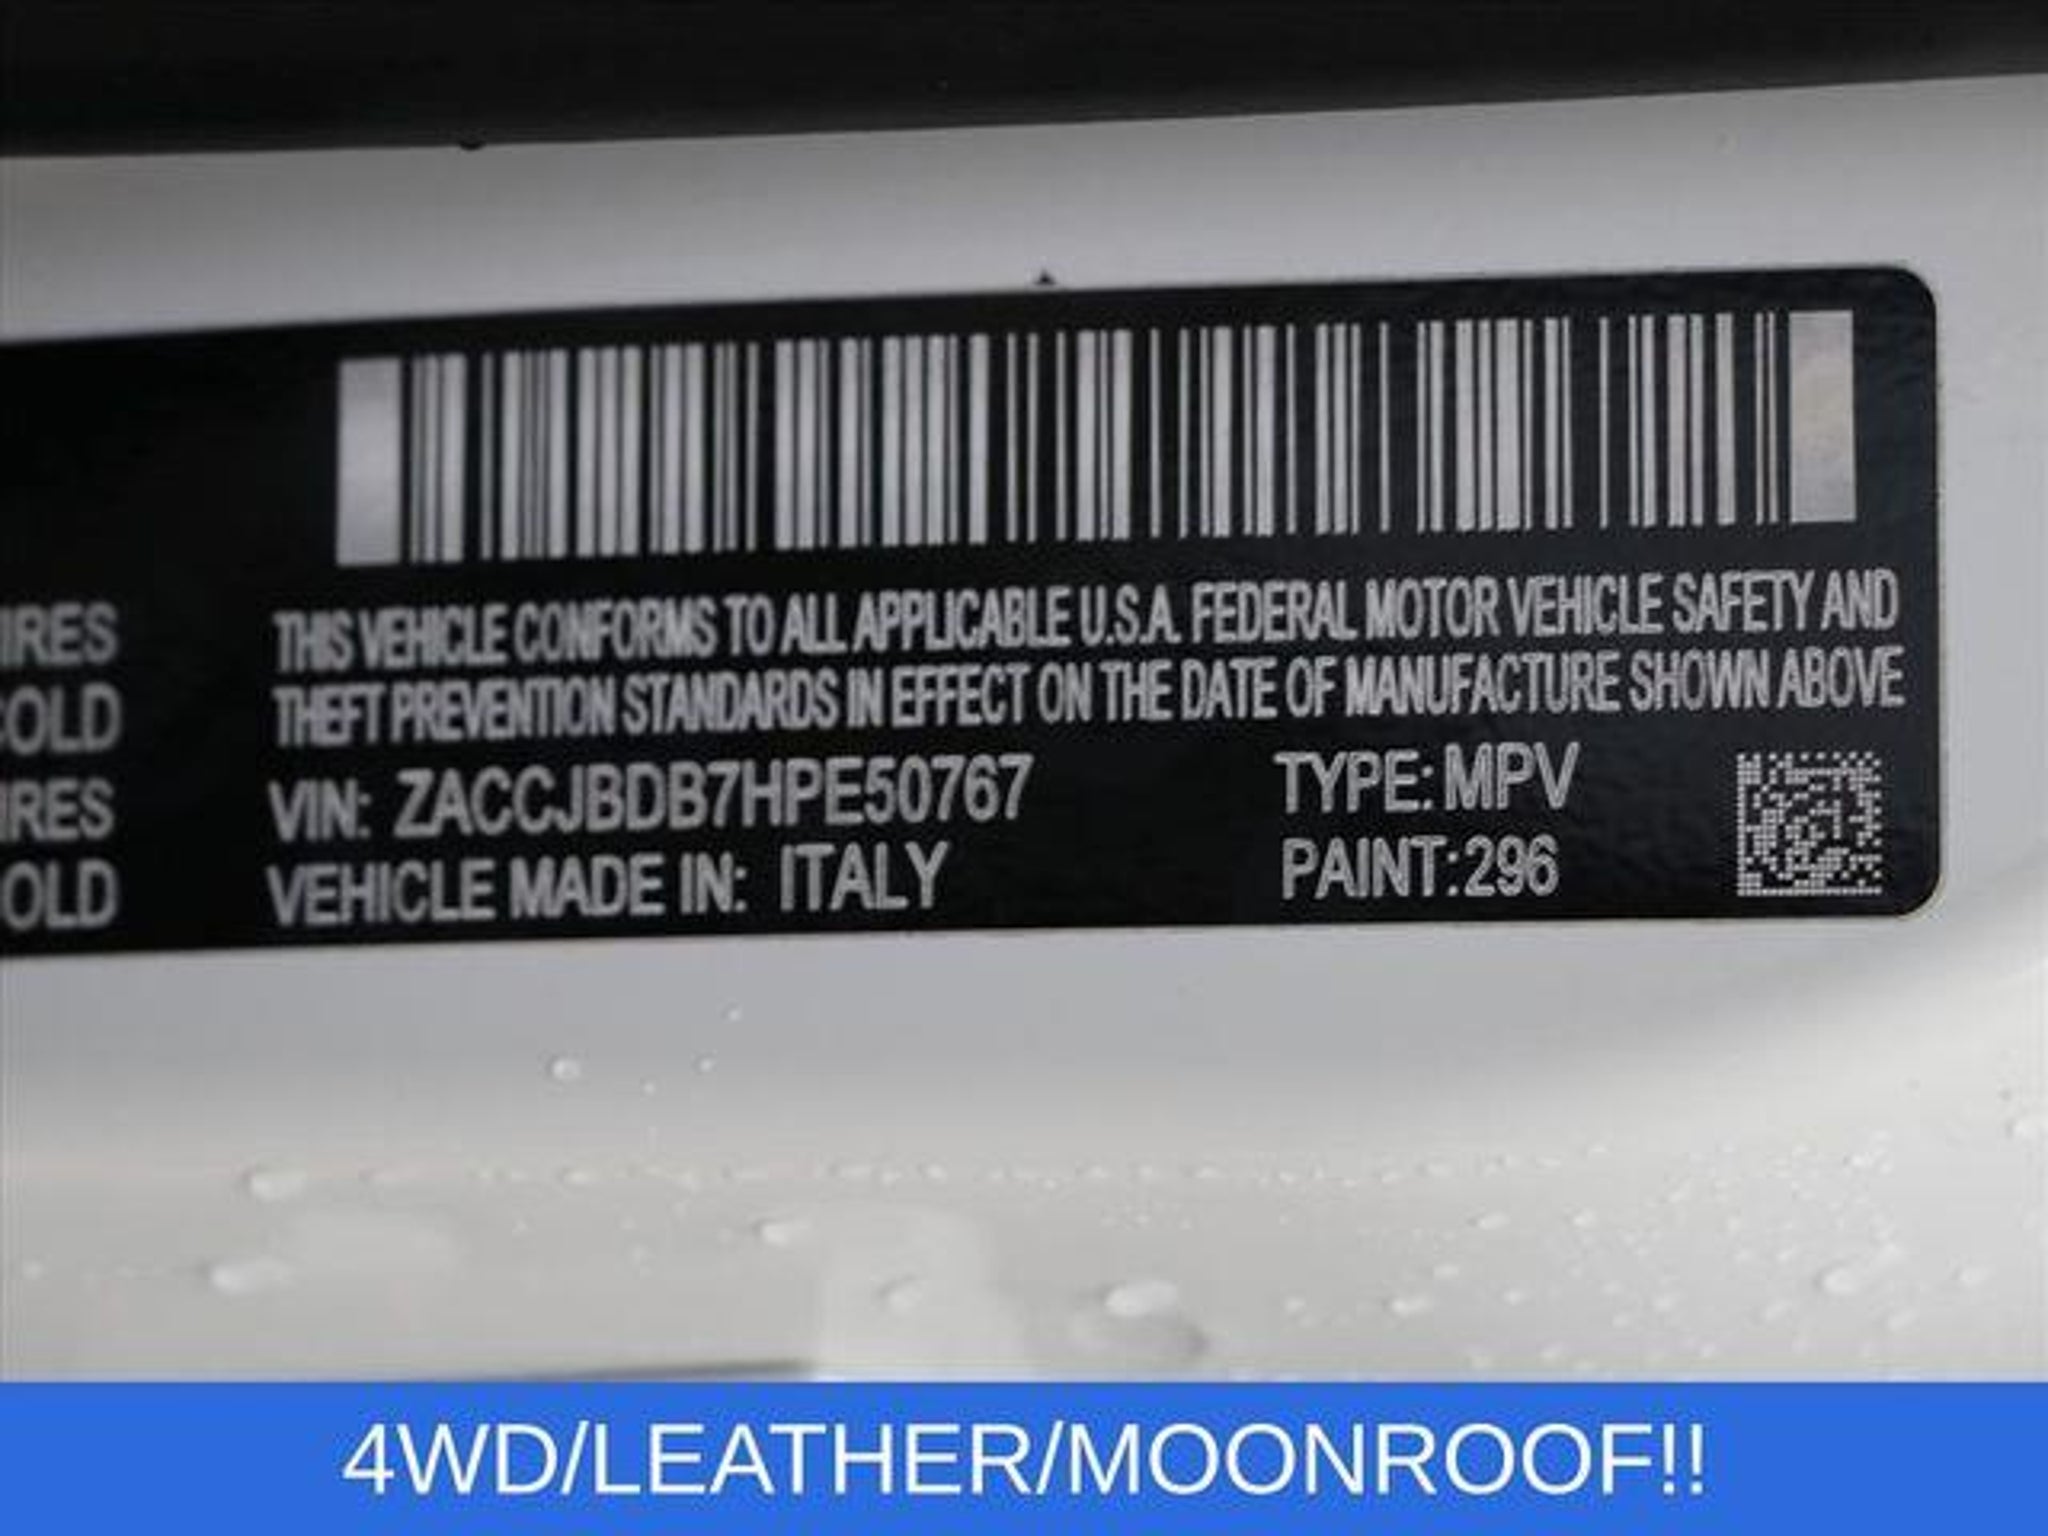 THIS VEHICLE CONFORMS TO ALL APPLICABLE U.S.A. FEDERAL MOTOR VEHICLE SAFETY AND
THEFT PREVENTION STANDARDS IN EFFECT ON THE DATE OF MANUFACTURE SHOWN ABOVE
IRES
COLD
IRES
OLD
VIN: ZACCJBDB7HPE50767
VEHICLE MADE IN: ITALY
TYPE: MPV
PAINT: 296
4WD/LEATHER/MOONROOF!!